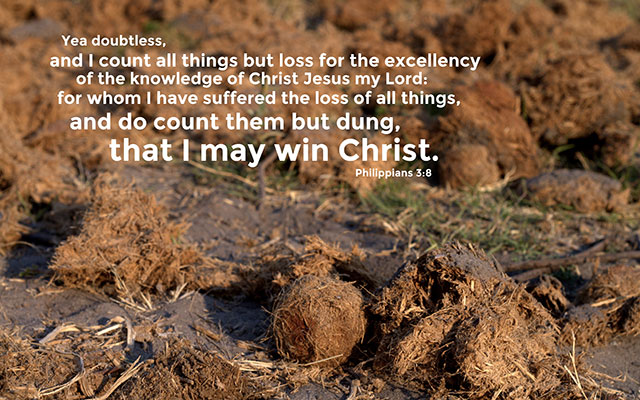 Yea doubtless,
and I count all things but loss for the excellency
of the knowledge of Christ Jesus my Lord:
for whom I have suffered the loss of all things,
and do count them but dung,
that I may win Christ.
Philippians 3:8